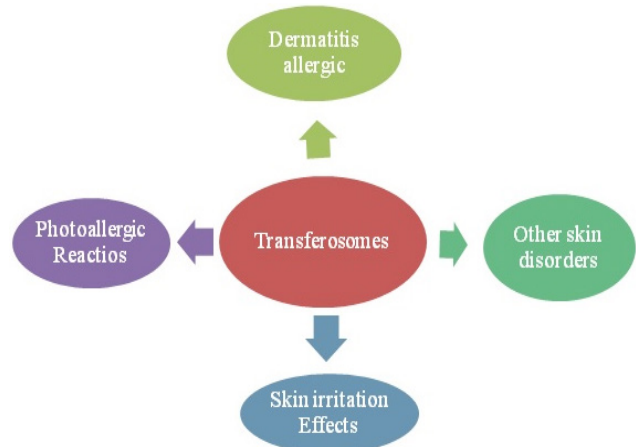 Dermatitis
allergic
Photoallergic
Reactios
Transferosomes
Other skin
disorders
Skin irritation
Effects